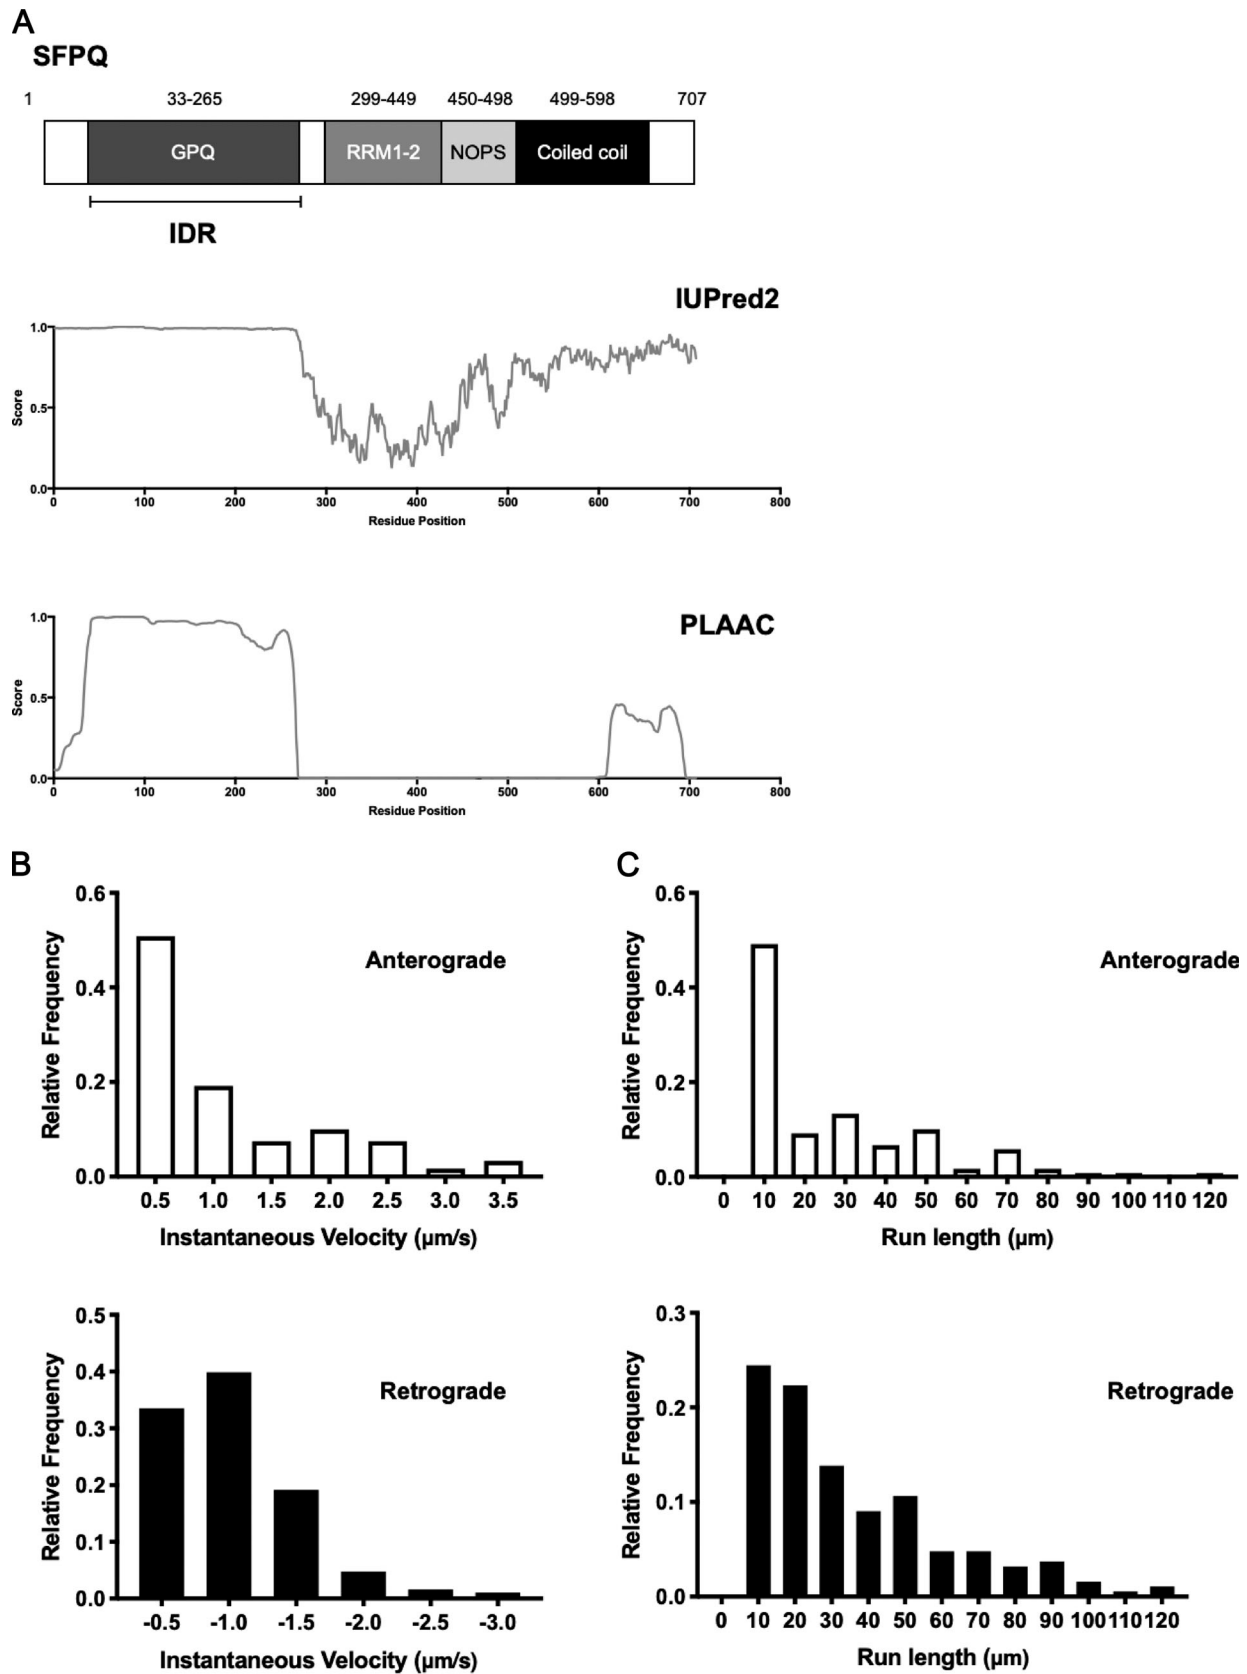 A
SFPQ
1 33-265 299-449 450-498 499-598 707
GPQ RRM1-2 NOPS Coiled coil
IDR
IUPred2
1.0
0.5
0.0
Score
0 100 200 300 400 500 600 700 800
Residue Position
PLAAC
1.0
0.5
0.0
Score
0 100 200 300 400 500 600 700 800
Residue Position
B
0.6
0.4
0.2
0.0
Relative Frequency
Anterograde
0.5 1.0 1.5 2.0 2.5 3.0 3.5
Instantaneous Velocity (µm/s)
C
0.6
0.4
0.2
0.0
Relative Frequency
Anterograde
0 10 20 30 40 50 60 70 80 90 100 110 120
Run length (µm)
0.5
0.4
0.3
0.2
0.1
0.0
Relative Frequency
Retrograde
-0.5 -1.0 -1.5 -2.0 -2.5 -3.0
Instantaneous Velocity (µm/s)
0.3
0.2
0.1
0.0
Relative Frequency
Retrograde
0 10 20 30 40 50 60 70 80 90 100 110 120
Run length (µm)